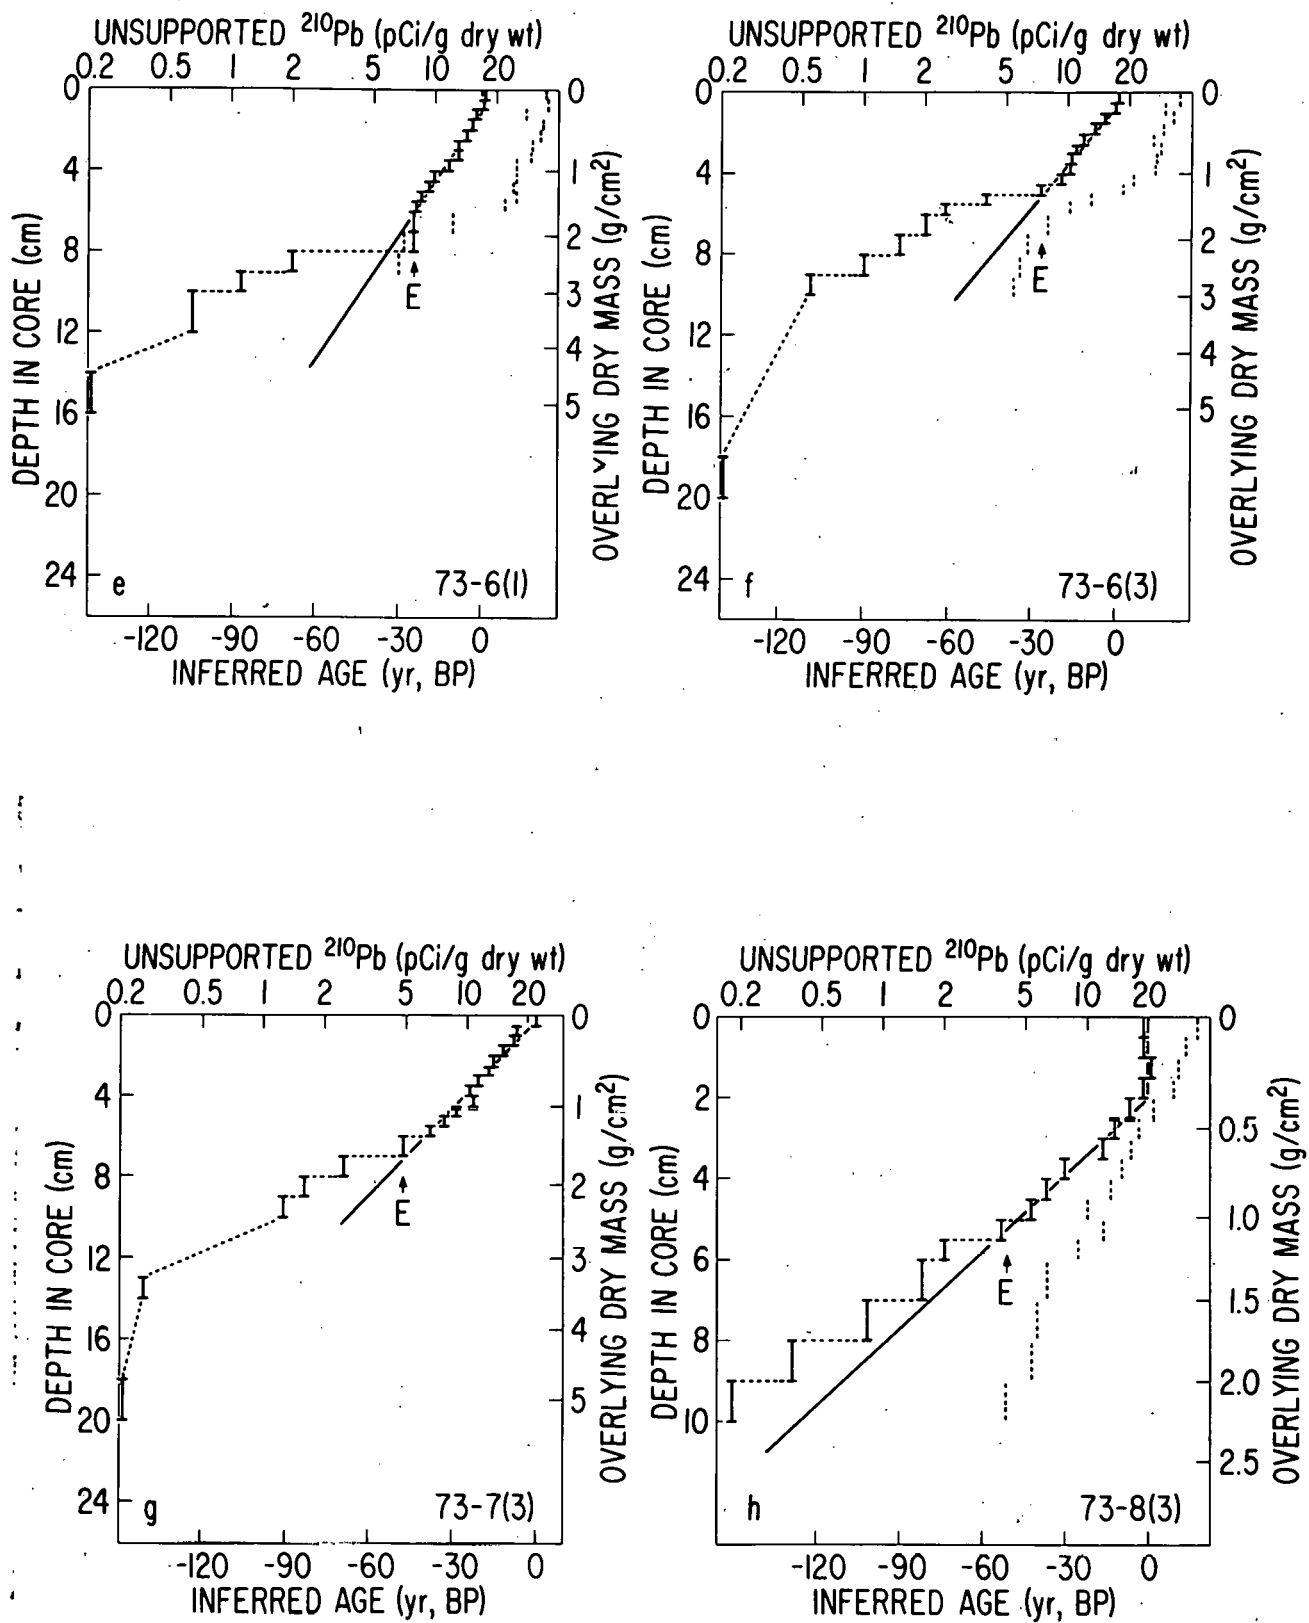 UNSUPPORTED ²¹⁰Pb (pCi/g dry wt)
0.2 0.5 1 2 5 10 20
0 4 8 12 16 20 24
DEPTH IN CORE (cm)
0 1 2 3 4 5
OVERLYING DRY MASS (g/cm²)
E
e 73-6(1)
-120 -90 -60 -30 0
INFERRED AGE (yr, BP)
UNSUPPORTED ²¹⁰Pb (pCi/g dry wt)
0.2 0.5 1 2 5 10 20
0 4 8 12 16 20 24
DEPTH IN CORE (cm)
0 1 2 3 4 5
OVERLYING DRY MASS (g/cm²)
E
f 73-6(3)
-120 -90 -60 -30 0
INFERRED AGE (yr, BP)
UNSUPPORTED ²¹⁰Pb (pCi/g dry wt)
0.2 0.5 1 2 5 10 20
0 4 8 12 16 20 24
DEPTH IN CORE (cm)
0 1 2 3 4 5
OVERLYING DRY MASS (g/cm²)
E
g 73-7(3)
-120 -90 -60 -30 0
INFERRED AGE (yr, BP)
UNSUPPORTED ²¹⁰Pb (pCi/g dry wt)
0.2 0.5 1 2 5 10 20
0 2 4 6 8 10
DEPTH IN CORE (cm)
0 0.5 1.0 1.5 2.0 2.5
OVERLYING DRY MASS (g/cm²)
E
h 73-8(3)
-120 -90 -60 -30 0
INFERRED AGE (yr, BP)